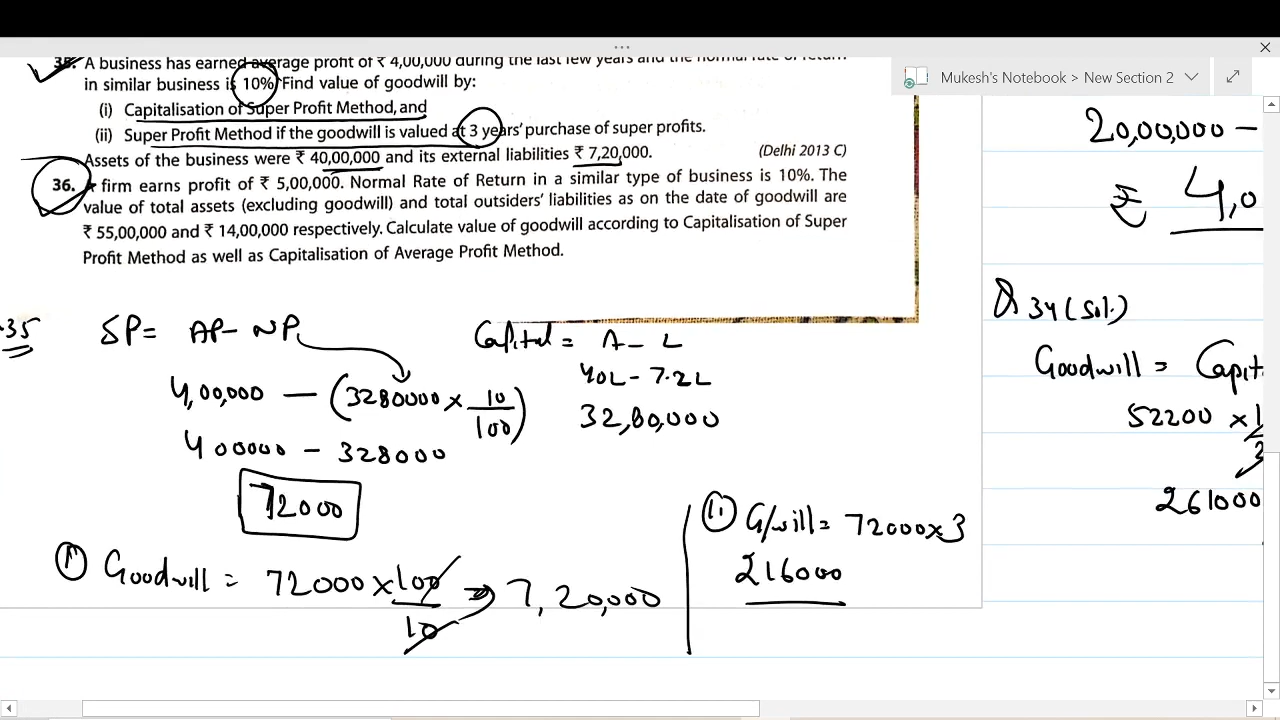 Mukesh's Notebook > New Section 2
35. A business has earned average profit of ₹ 4,00,000 during the last few years and the normal rate of return
in similar business is 10%. Find value of goodwill by:
(i) Capitalisation of Super Profit Method, and
(ii) Super Profit Method if the goodwill is valued at 3 years' purchase of super profits.
Assets of the business were ₹ 40,00,000 and its external liabilities ₹ 7,20,000. (Delhi 2013 C)
36. A firm earns profit of ₹ 5,00,000. Normal Rate of Return in a similar type of business is 10%. The
value of total assets (excluding goodwill) and total outsiders' liabilities as on the date of goodwill are
₹ 55,00,000 and ₹ 14,00,000 respectively. Calculate value of goodwill according to Capitalisation of Super
Profit Method as well as Capitalisation of Average Profit Method.
35
SP = AP - NP
4,00,000 — (3280000 × 10/100)
400000 - 328000
72000
Capital = A - L
40L - 7.2L
32,80,000
(i) Goodwill = 72000 × 100/10 ⇒ 7,20,000
(ii) G/will = 72000×3
216000
20,00,000 -
₹ 4,0
Q 34 (Sol.)
Goodwill = Capit
52200 × 1
3
261000